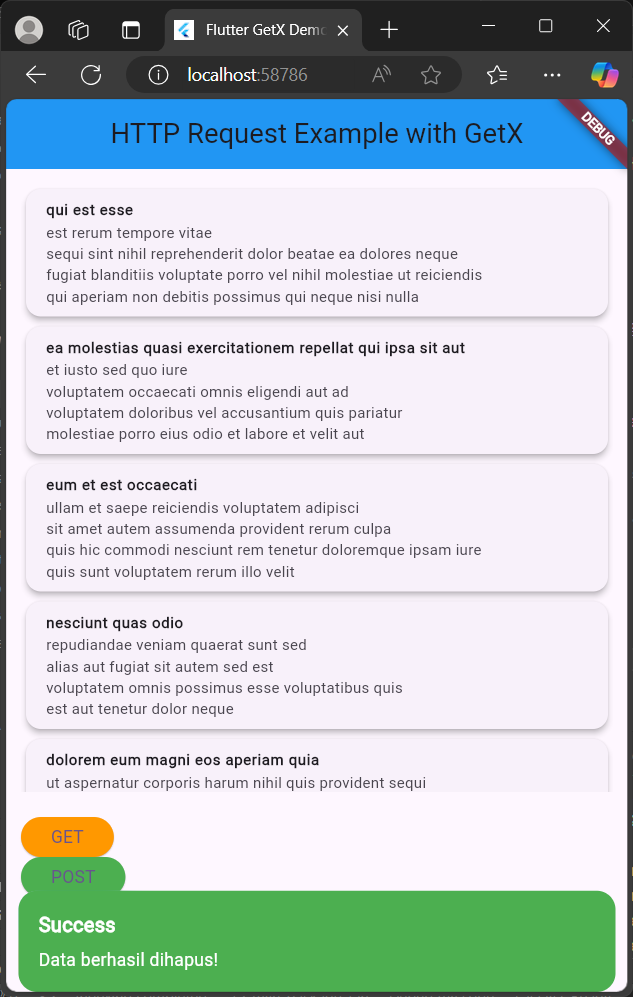 Flutter GetX Demo
localhost:58786
HTTP Request Example with GetX
DEBUG
qui est esse
est rerum tempore vitae
sequi sint nihil reprehenderit dolor beatae ea dolores neque
fugiat blanditiis voluptate porro vel nihil molestiae ut reiciendis
qui aperiam non debitis possimus qui neque nisi nulla
ea molestias quasi exercitationem repellat qui ipsa sit aut
et iusto sed quo iure
voluptatem occaecati omnis eligendi aut ad
voluptatem doloribus vel accusantium quis pariatur
molestiae porro eius odio et labore et velit aut
eum et est occaecati
ullam et saepe reiciendis voluptatem adipisci
sit amet autem assumenda provident rerum culpa
quis hic commodi nesciunt rem tenetur doloremque ipsam iure
quis sunt voluptatem rerum illo velit
nesciunt quas odio
repudiandae veniam quaerat sunt sed
alias aut fugiat sit autem sed est
voluptatem omnis possimus esse voluptatibus quis
est aut tenetur dolor neque
dolorem eum magni eos aperiam quia
ut aspernatur corporis harum nihil quis provident sequi
GET
POST
Success
Data berhasil dihapus!